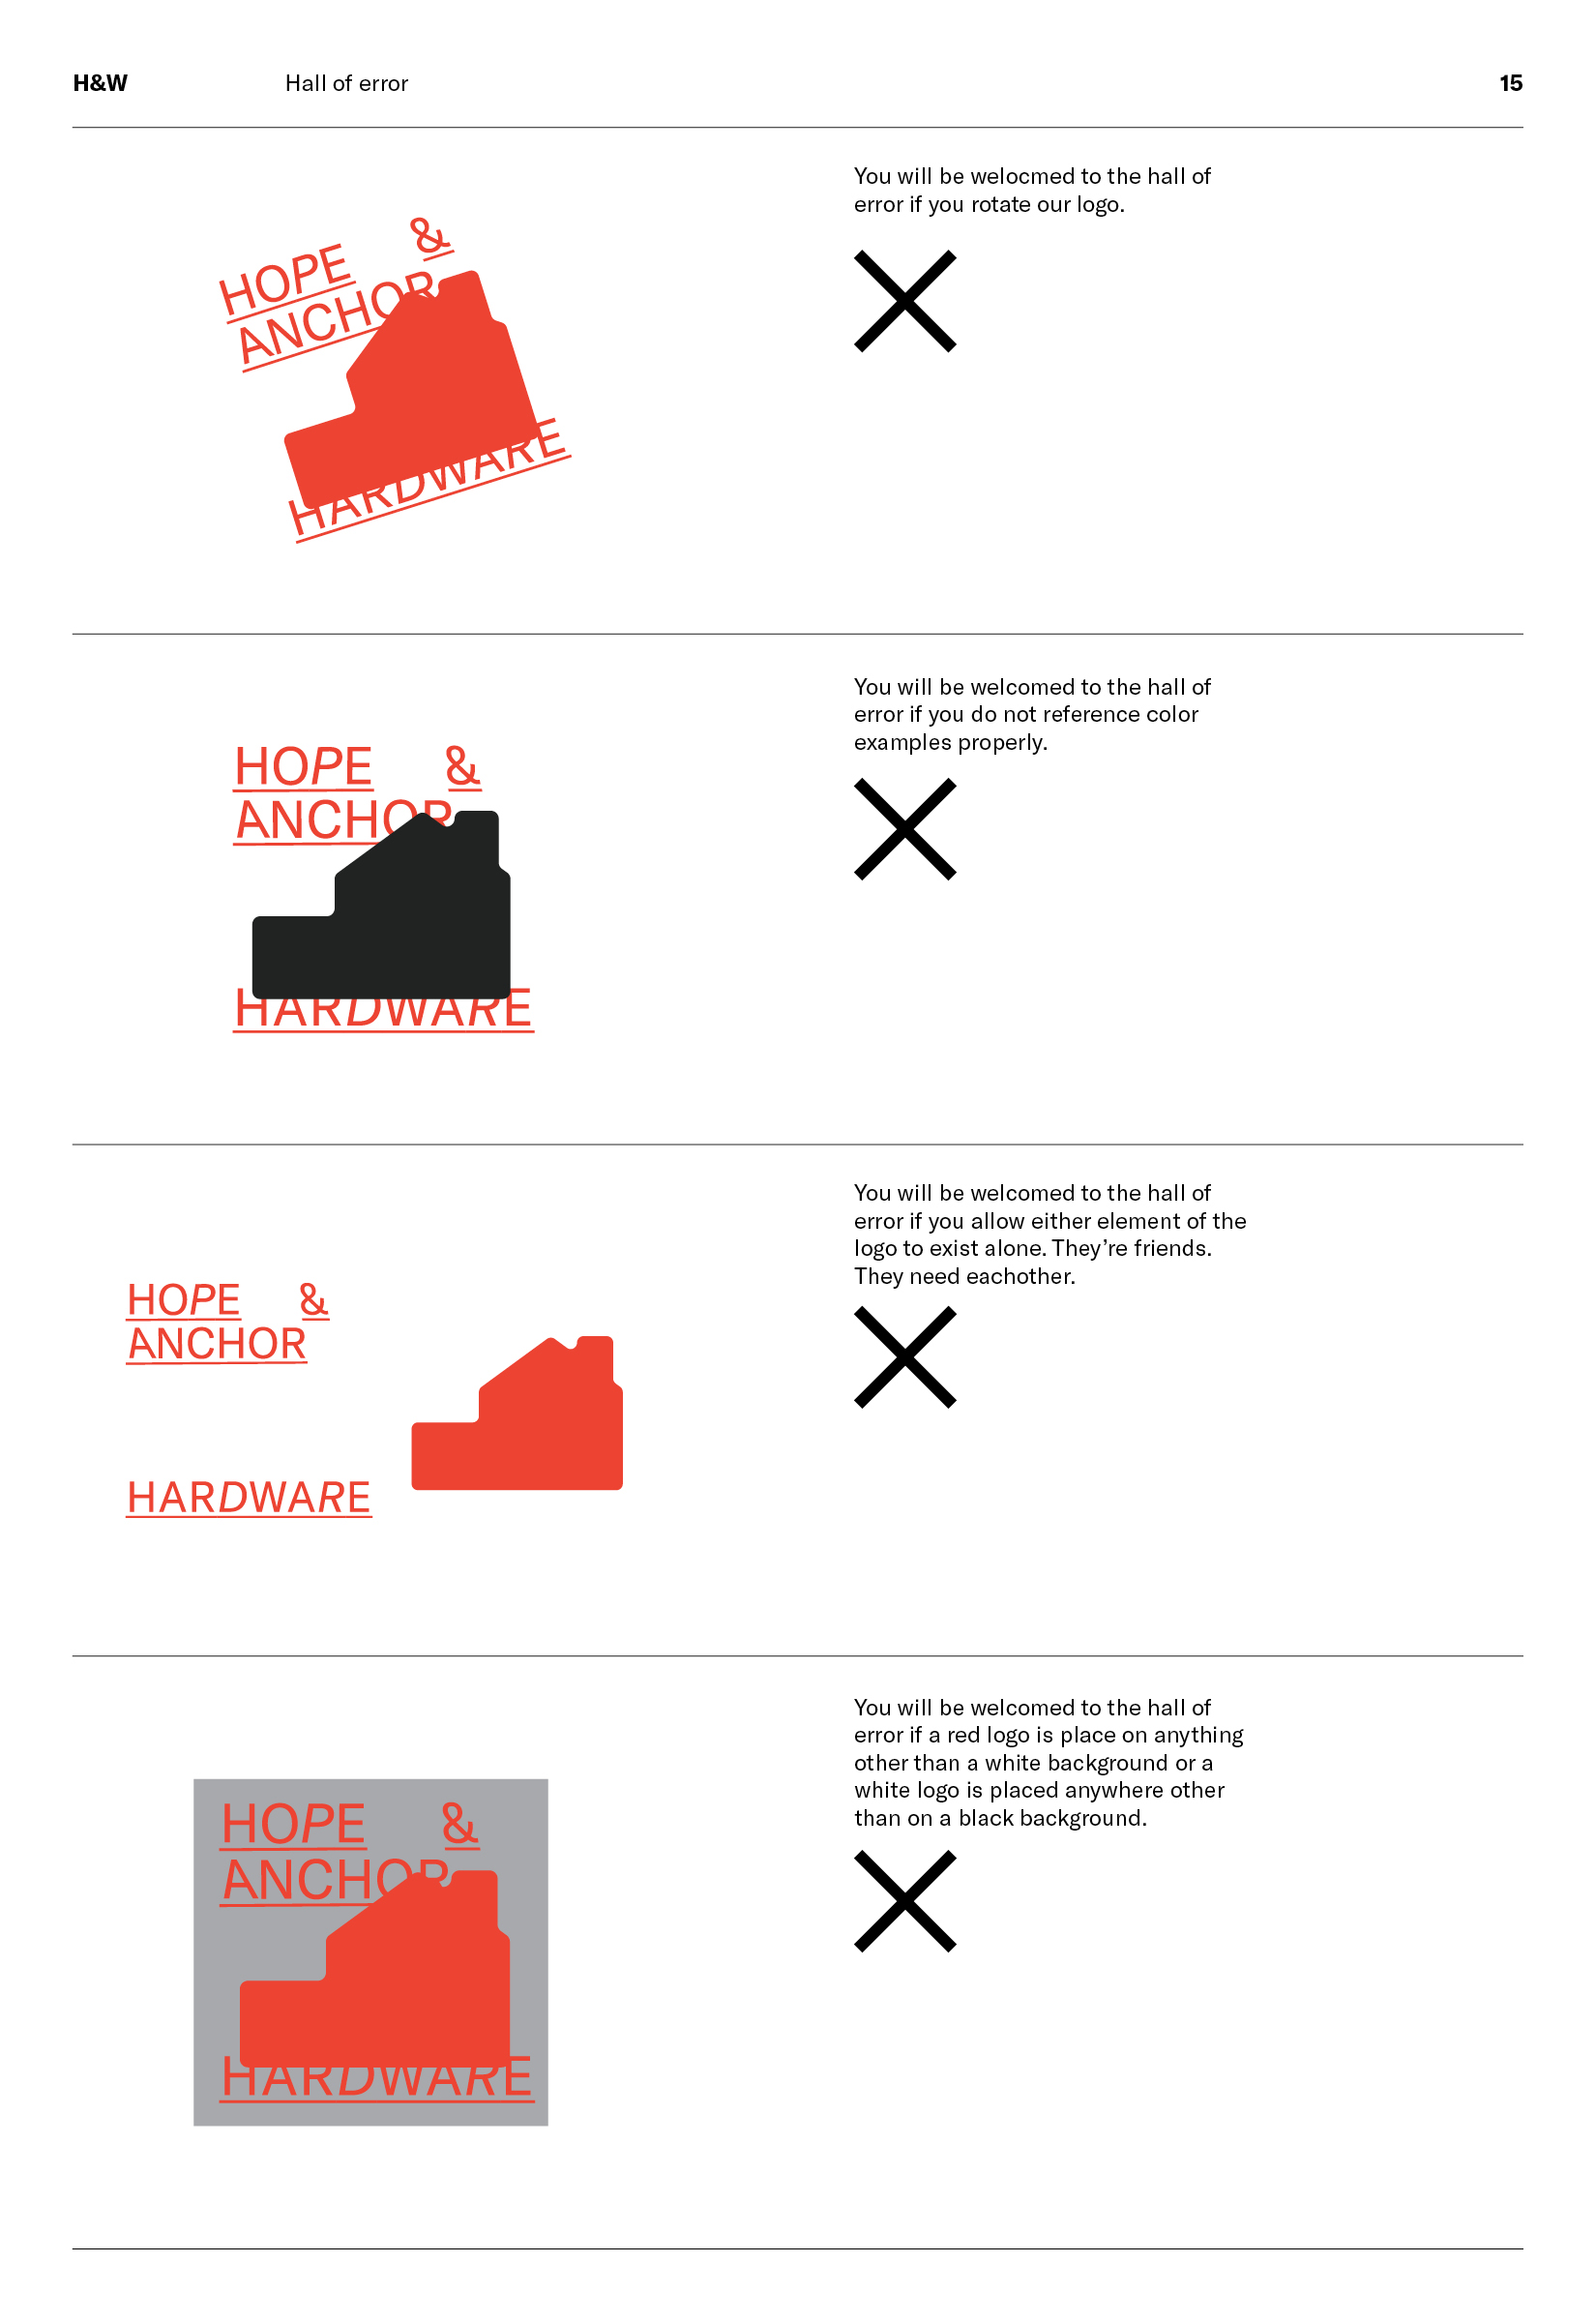 H&W Hall of error 15
HOPE &
ANCHOR
HARDWARE
You will be welocmed to the hall of
error if you rotate our logo.
HOPE &
ANCHOR
HARDWARE
You will be welcomed to the hall of
error if you do not reference color
examples properly.
HOPE &
ANCHOR
HARDWARE
You will be welcomed to the hall of
error if you allow either element of the
logo to exist alone. They’re friends.
They need eachother.
HOPE &
ANCHOR
HARDWARE
You will be welcomed to the hall of
error if a red logo is place on anything
other than a white background or a
white logo is placed anywhere other
than on a black background.